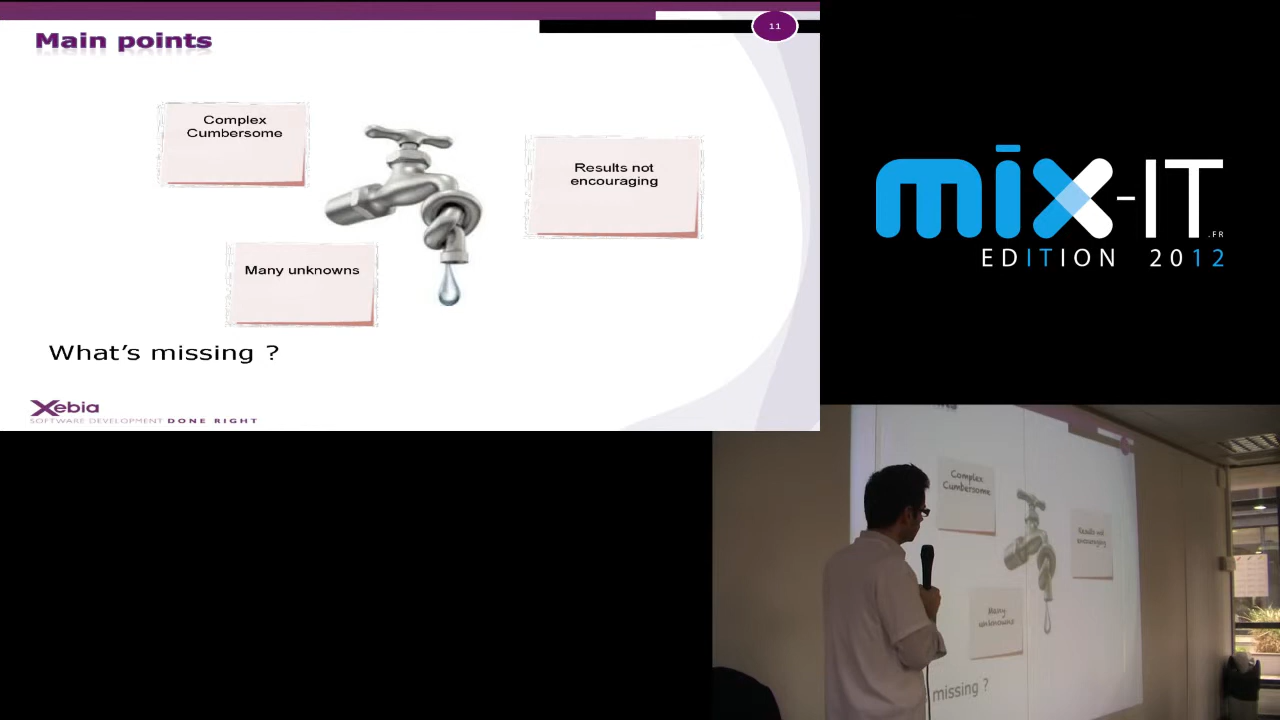 Main points
11
Complex
Cumbersome
Results not
encouraging
Many unknowns
What's missing ?
Xebia
SOFTWARE DEVELOPMENT DONE RIGHT
mix-IT
.FR
EDITION 2012
Complex
Cumbersome
Results not
encouraging
Many
unknowns
missing ?